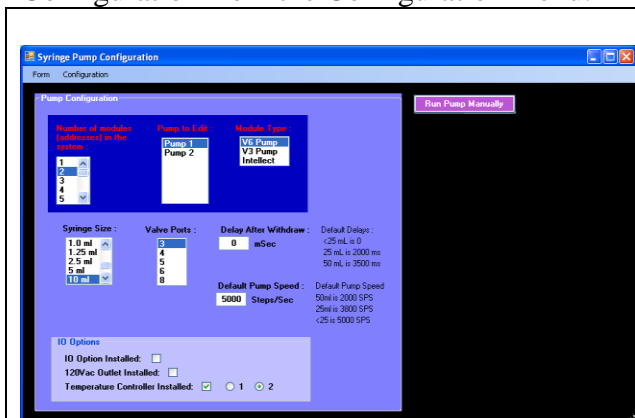 Configuration from the Configuration menu.
Syringe Pump Configuration
Form Configuration
Pump Configuration
Run Pump Manually
Number of modules
(addresses) in the
system :
1
2
3
4
5
Pump to Edit :
Pump 1
Pump 2
Module Type :
V6 Pump
V3 Pump
Intellect
Syringe Size :
1.0 ml
1.25 ml
2.5 ml
5 ml
10 ml
Valve Ports :
3
4
5
6
8
Delay After Withdraw :
0 mSec
Default Delays :
<25 mL is 0
25 mL is 2000 ms
50 mL is 3500 ms
Default Pump Speed :
5000 Steps/Sec
Default Pump Speed
50ml is 2000 SPS
25ml is 3800 SPS
<25 is 5000 SPS
IO Options
IO Option Installed:
120Vac Outlet Installed:
Temperature Controller Installed: 1 2